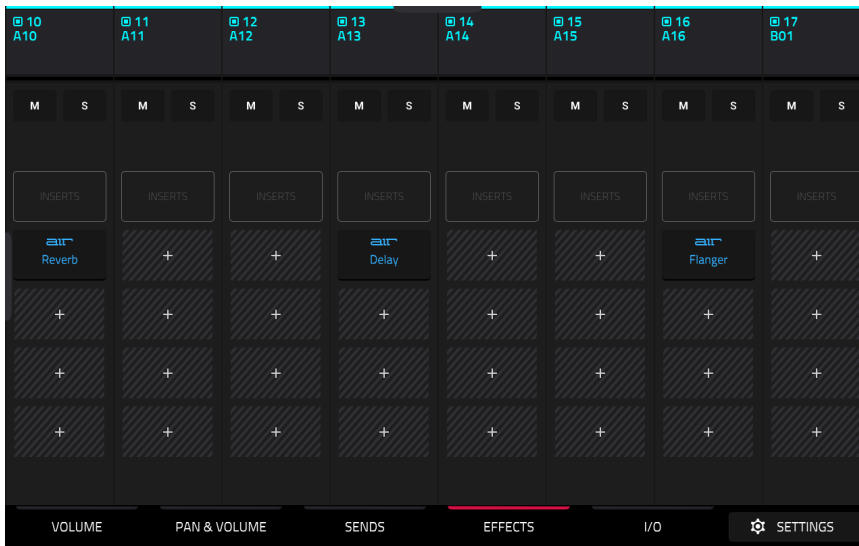 10 11 12 13 14 15 16 17
A10 A11 A12 A13 A14 A15 A16 B01
M S M S M S M S M S M S M S M S
INSERTS INSERTS INSERTS INSERTS INSERTS INSERTS INSERTS INSERTS
air air air
Reverb + + Delay + + Flanger +
+ + + + + + + +
+ + + + + + + +
+ + + + + + + +
VOLUME PAN & VOLUME SENDS EFFECTS I/O SETTINGS